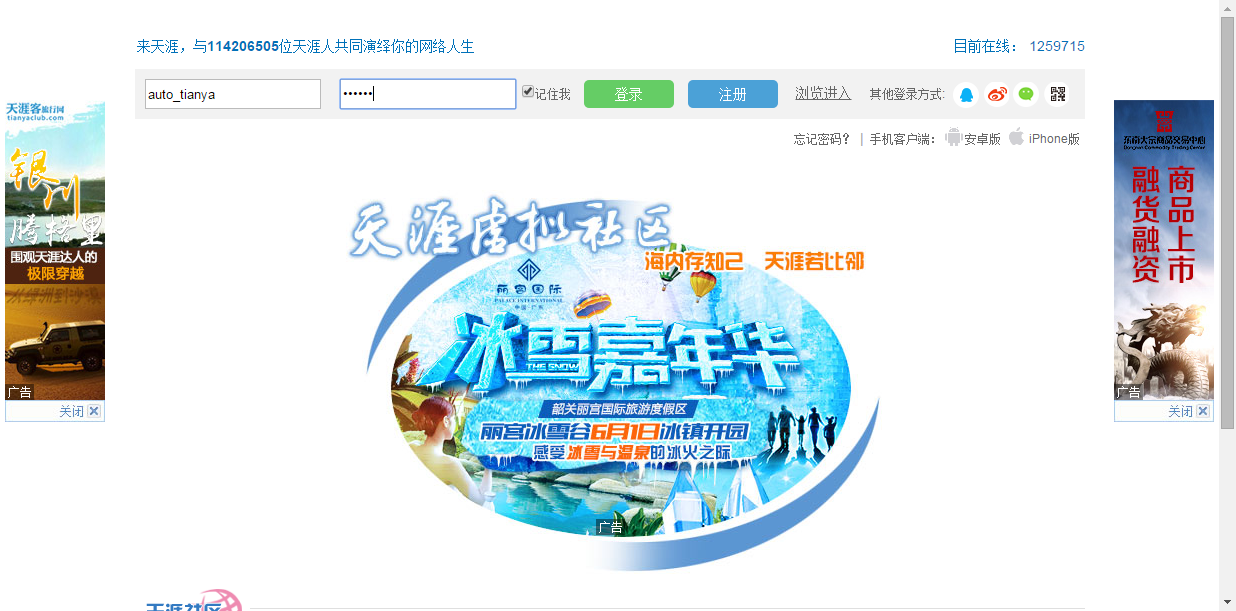 来天涯，与114206505位天涯人共同演绎你的网络人生
目前在线： 1259715
auto_tianya
••••••
记住我
登录
注册
浏览进入
其他登录方式:
忘记密码？ | 手机客户端： 安卓版 iPhone版
天涯客旅行网
tianyaclub.com
银川
腾格里
围观天涯达人的
极限穿越
广告
关闭
天涯虚拟社区
海内存知己 天涯若比邻
丽宫国际
PALACE INTERNATIONAL
中国·广东
冰雪嘉年华
THE SNOW
韶关丽宫国际旅游度假区
丽宫冰雪谷6月1日冰镇开园
感受冰雪与温泉的冰火之际
广告
东南大宗商品交易中心
商品上市
融货融资
广告
关闭
天涯社区